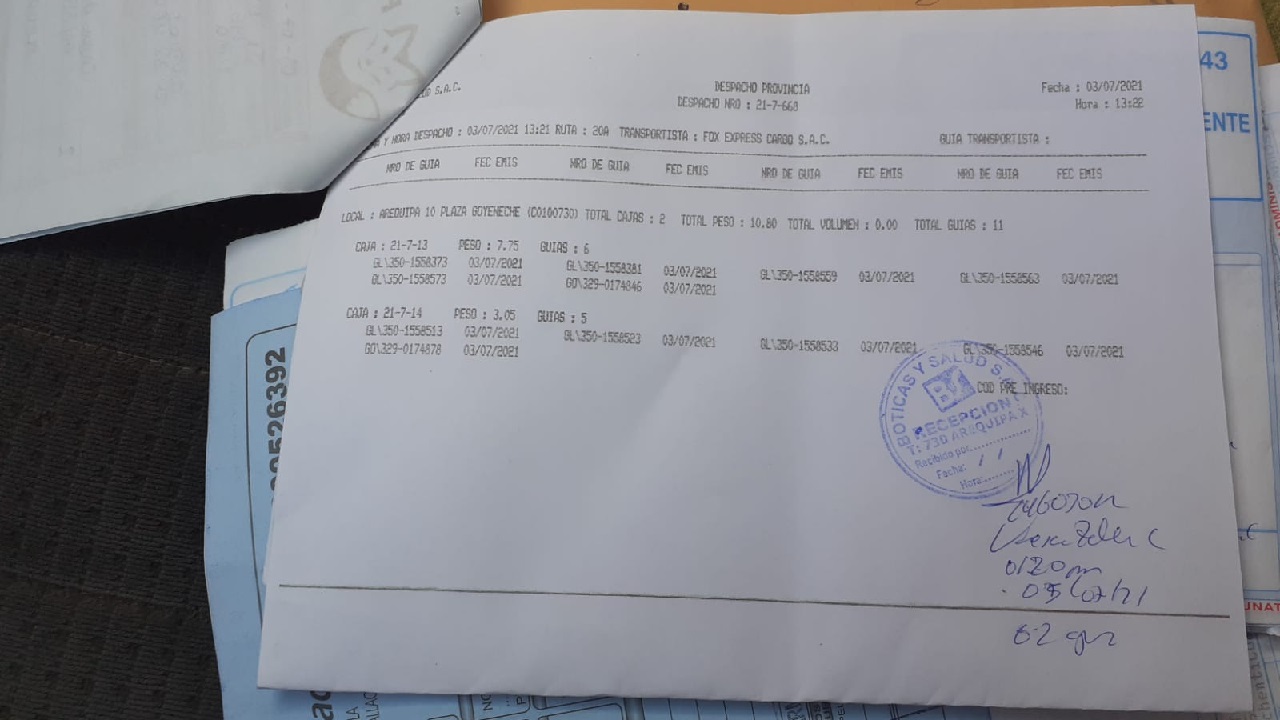 S.A.C.
DESPACHO PROVINCIA
Fecha : 03/07/2021
DESPACHO NRO : 21-7-668
Hora : 13:22
Y HORA DESPACHO : 03/07/2021 13:21 RUTA : 20A TRANSPORTISTA : FOX EXPRESS CARGO S.A.C. GUIA TRANSPORTISTA :
NRO DE GUIA FEC EMIS NRO DE GUIA FEC EMIS NRO DE GUIA FEC EMIS NRO DE GUIA FEC EMIS
LOCAL : AREQUIPA 10 PLAZA GOYENECHE (C0100730) TOTAL CAJAS : 2 TOTAL PESO : 10.80 TOTAL VOLUMEN : 0.00 TOTAL GUIAS : 11
CAJA : 21-7-13 PESO : 7.75 GUIAS : 6
GL\350-1558373 03/07/2021 GL\350-1558381 03/07/2021 GL\350-1558559 03/07/2021 GL\350-1558563 03/07/2021
GL\350-1558573 03/07/2021 GO\329-0174846 03/07/2021
CAJA : 21-7-14 PESO : 3.05 GUIAS : 5
GL\350-1558513 03/07/2021 GL\350-1558523 03/07/2021 GL\350-1558533 03/07/2021 GL\350-1558546 03/07/2021
GO\329-0174878 03/07/2021
COD PRE INGRESO:
BOTICAS Y SALUD S.A
RECEPCION
T: 730 AREQUIPA X
Recibido por:
Fecha: / /
Hora:
05/07/21
43
ENTE